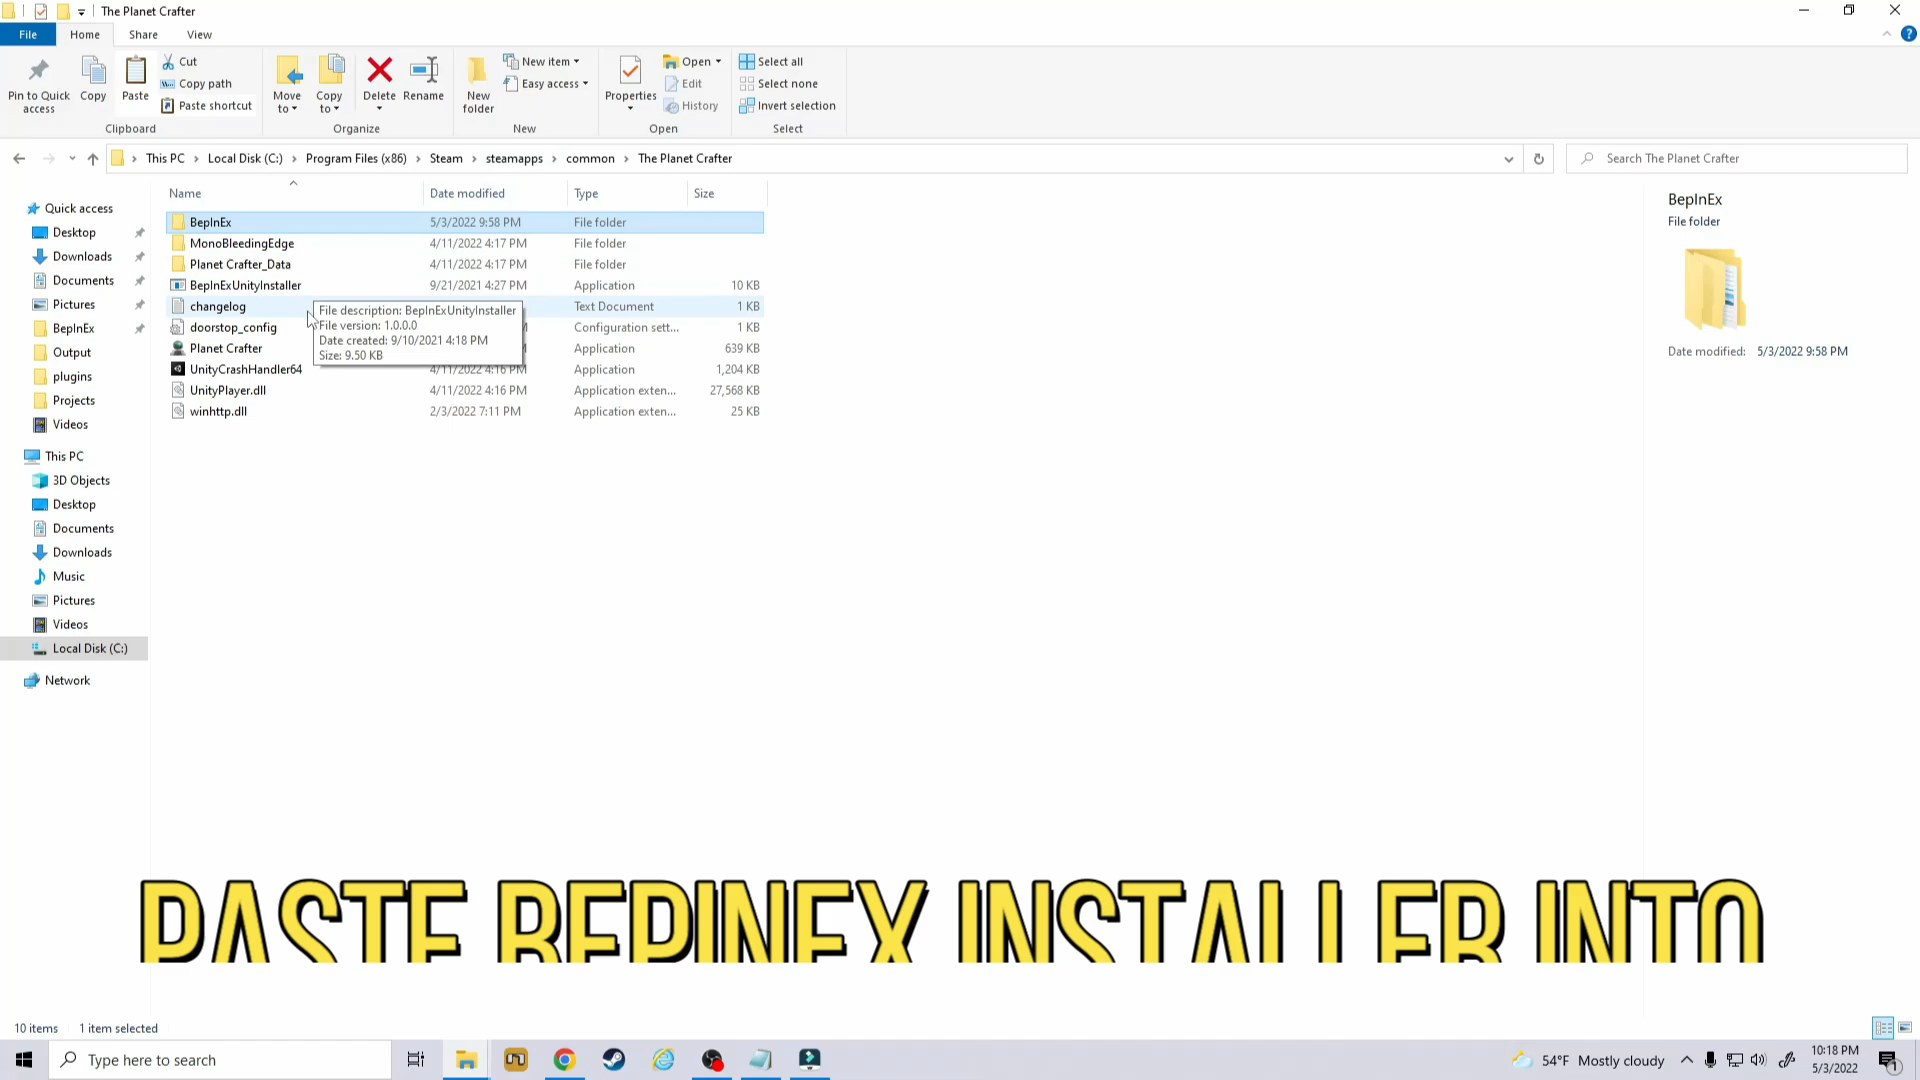 The Planet Crafter
File Home Share View
Pin to Quick access
Copy
Paste
Cut
Copy path
Paste shortcut
Clipboard
Move to
Copy to
Delete
Rename
Organize
New folder
New item
Easy access
New
Properties
Open
Edit
History
Open
Select all
Select none
Invert selection
Select
This PC > Local Disk (C:) > Program Files (x86) > Steam > steamapps > common > The Planet Crafter
Search The Planet Crafter
Quick access
Desktop
Downloads
Documents
Pictures
BepInEx
Output
plugins
Projects
Videos
This PC
3D Objects
Desktop
Documents
Downloads
Music
Pictures
Videos
Local Disk (C:)
Network
Name Date modified Type Size
BepInEx 5/3/2022 9:58 PM File folder
MonoBleedingEdge 4/11/2022 4:17 PM File folder
Planet Crafter_Data 4/11/2022 4:17 PM File folder
BepInExUnityInstaller 9/21/2021 4:27 PM Application 10 KB
changelog Text Document 1 KB
doorstop_config Configuration sett... 1 KB
Planet Crafter Application 639 KB
UnityCrashHandler64 4/11/2022 4:16 PM Application 1,204 KB
UnityPlayer.dll 4/11/2022 4:16 PM Application exten... 27,568 KB
winhttp.dll 2/3/2022 7:11 PM Application exten... 25 KB
File description: BepInExUnityInstaller
File version: 1.0.0.0
Date created: 9/10/2021 4:18 PM
Size: 9.50 KB
BepInEx
File folder
Date modified: 5/3/2022 9:58 PM
PASTE BEPINEX INSTALLER INTO
10 items 1 item selected
Type here to search
54°F Mostly cloudy
10:18 PM
5/3/2022
1